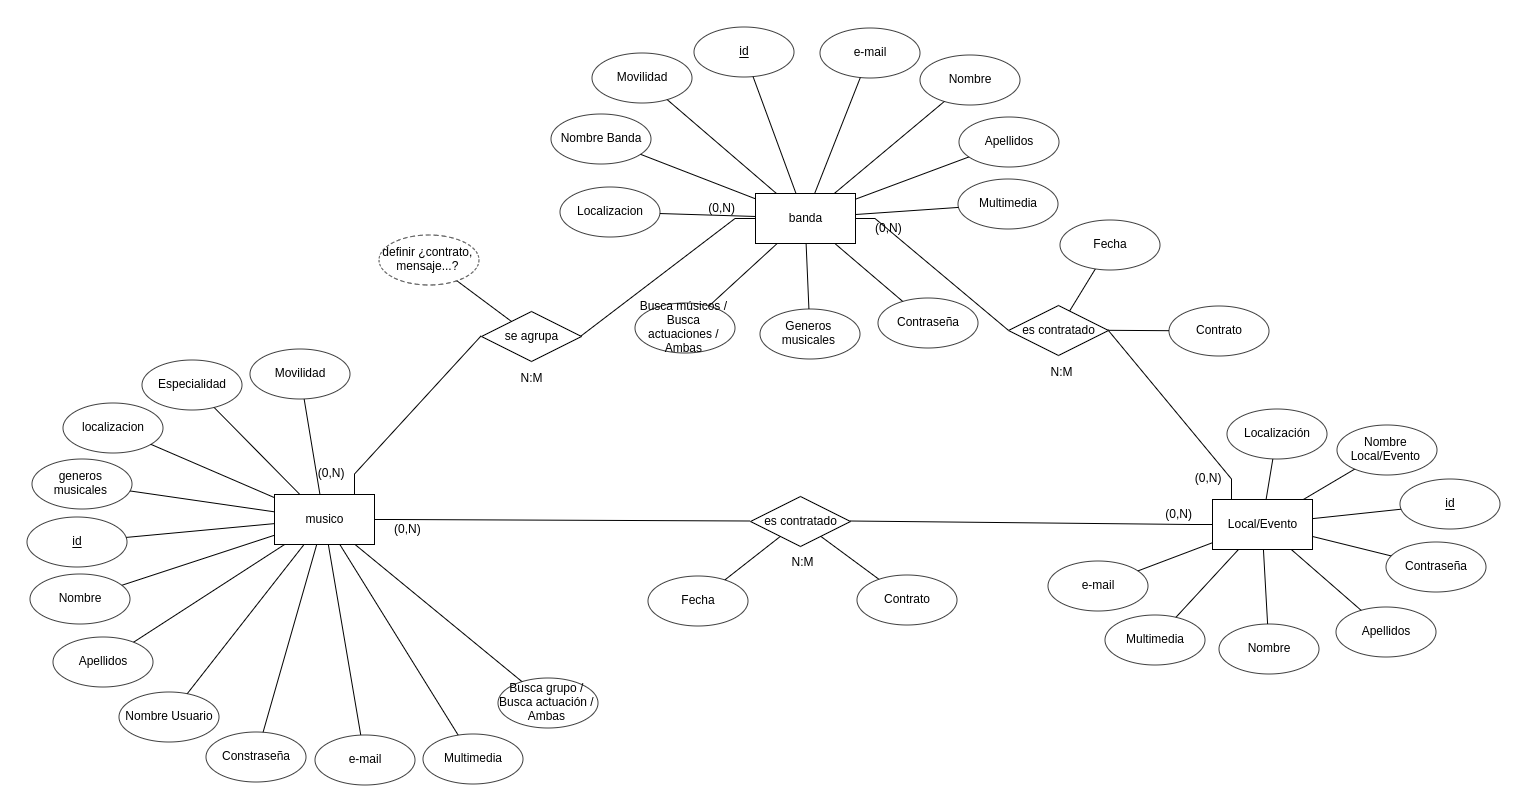 id
e-mail
Movilidad
Nombre
Nombre Banda
Apellidos
Multimedia
Localizacion
(0,N)
banda
(0,N)
Fecha
definir ¿contrato,
mensaje...?
Busca músicos /
Busca
actuaciones /
Ambas
Generos
musicales
Contraseña
es contratado
Contrato
se agrupa
N:M
N:M
Movilidad
Especialidad
localizacion
generos
musicales
id
Nombre
Apellidos
Nombre Usuario
Constraseña
e-mail
Multimedia
Busca grupo /
Busca actuación /
Ambas
(0,N)
musico
(0,N)
es contratado
N:M
Fecha
Contrato
(0,N)
(0,N)
Local/Evento
Localización
Nombre
Local/Evento
id
Contraseña
Apellidos
Nombre
Multimedia
e-mail